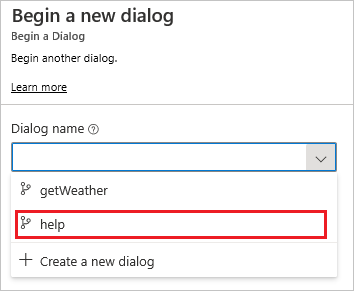 Begin a new dialog
Begin a Dialog
Begin another dialog.
Learn more
Dialog name
getWeather
help
Create a new dialog